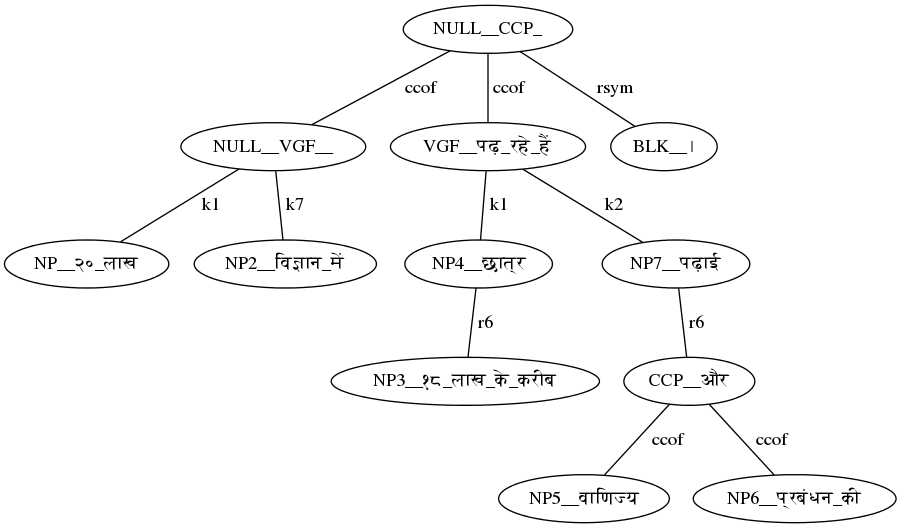 NULL__CCP_
ccof ccof rsym
NULL__VGF__ VGF__पढ़_रहे_हैं BLK__।
k1 k7 k1 k2
NP__२०_लाख NP2__विज्ञान_में NP4__छात्र NP7__पढ़ाई
r6 r6
NP3__१८_लाख_के_करीब CCP__और
ccof ccof
NP5__वाणिज्य NP6__प्रबंधन_की